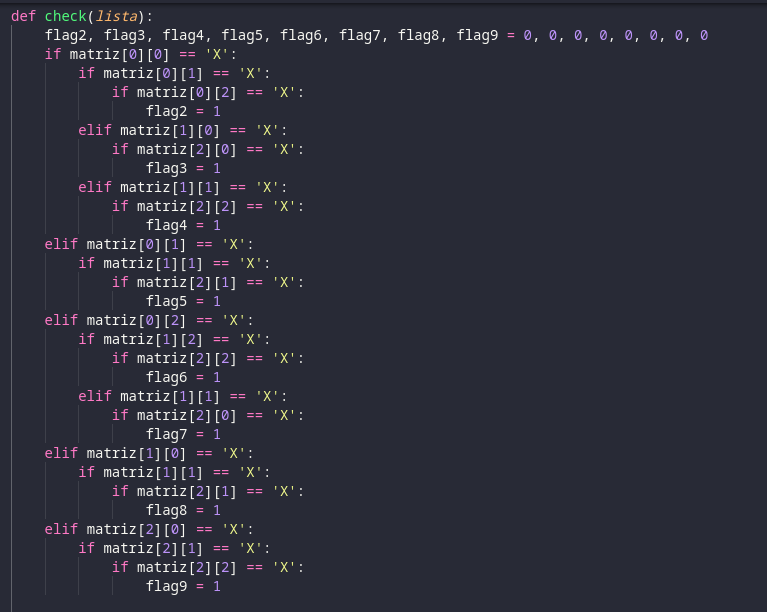 def check(lista):
    flag2, flag3, flag4, flag5, flag6, flag7, flag8, flag9 = 0, 0, 0, 0, 0, 0, 0, 0
    if matriz[0][0] == 'X':
        if matriz[0][1] == 'X':
            if matriz[0][2] == 'X':
                flag2 = 1
        elif matriz[1][0] == 'X':
            if matriz[2][0] == 'X':
                flag3 = 1
        elif matriz[1][1] == 'X':
            if matriz[2][2] == 'X':
                flag4 = 1
    elif matriz[0][1] == 'X':
        if matriz[1][1] == 'X':
            if matriz[2][1] == 'X':
                flag5 = 1
    elif matriz[0][2] == 'X':
        if matriz[1][2] == 'X':
            if matriz[2][2] == 'X':
                flag6 = 1
        elif matriz[1][1] == 'X':
            if matriz[2][0] == 'X':
                flag7 = 1
    elif matriz[1][0] == 'X':
        if matriz[1][1] == 'X':
            if matriz[2][1] == 'X':
                flag8 = 1
    elif matriz[2][0] == 'X':
        if matriz[2][1] == 'X':
            if matriz[2][2] == 'X':
                flag9 = 1